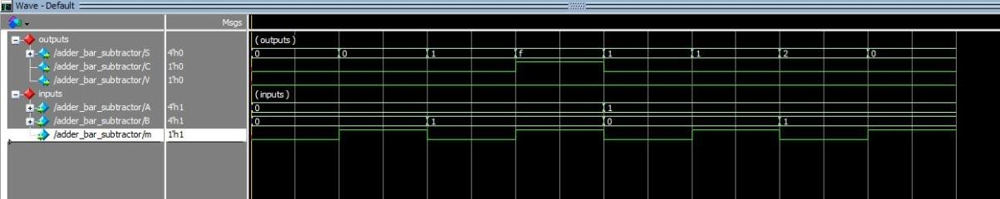 Wave - Default
Msgs
outputs (outputs)
/adder_bar_subtractor/S 4'h0 0 0 1 f 1 1 2 0
/adder_bar_subtractor/C 1'h0
/adder_bar_subtractor/V 1'h0
inputs (inputs)
/adder_bar_subtractor/A 4'h1 0 1
/adder_bar_subtractor/B 4'h1 0 1 0 1
/adder_bar_subtractor/m 1'h1